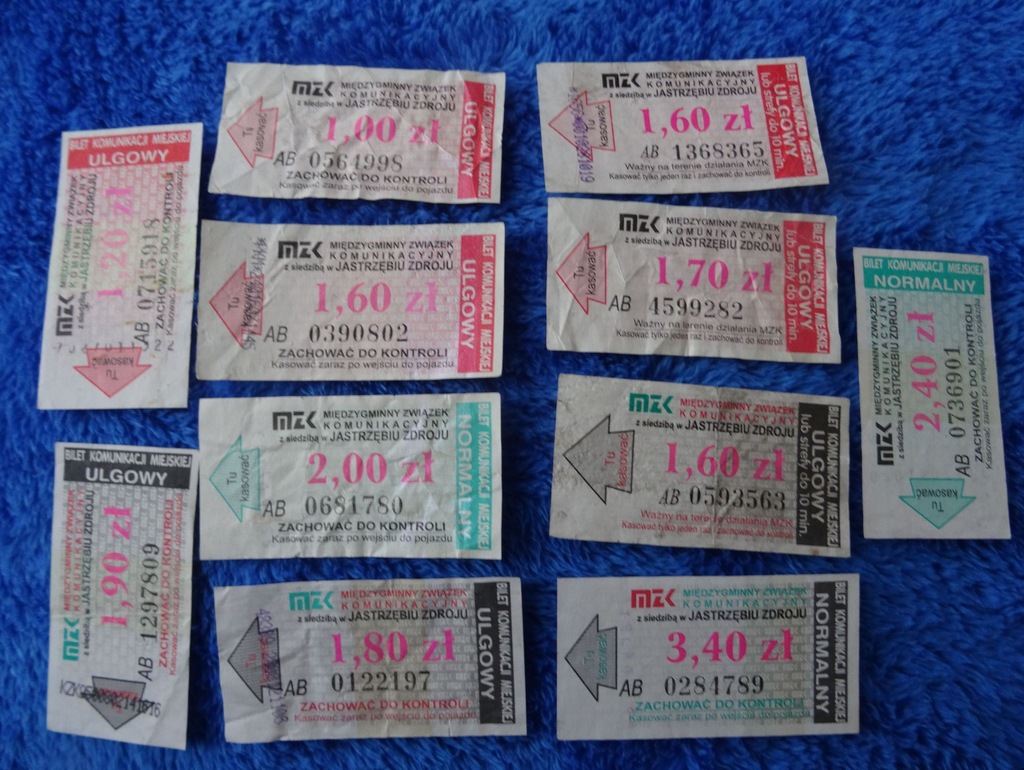 BILET KOMUNIKACJI MIEJSKIEJ
ULGOWY
MZK MIĘDZYGMINNY ZWIĄZEK
KOMUNIKACYJNY
z siedzibą w JASTRZĘBIU ZDROJU
1,20 zł
AB 0715918
ZACHOWAĆ DO KONTROLI
Kasować zaraz po wejściu do pojazdu
Tu kasować
BILET KOMUNIKACJI MIEJSKIEJ
ULGOWY
MZK MIĘDZYGMINNY ZWIĄZEK
KOMUNIKACYJNY
z siedzibą w JASTRZĘBIU ZDROJU
1,90 zł
AB 1297809
ZACHOWAĆ DO KONTROLI
Kasować zaraz po wejściu do pojazdu
MZK MIĘDZYGMINNY ZWIĄZEK
KOMUNIKACYJNY
z siedzibą w JASTRZĘBIU ZDROJU
1,00 zł
Tu kasować
AB 0564998
ZACHOWAĆ DO KONTROLI
Kasować zaraz po wejściu do pojazdu
BILET KOMUNIKACJI MIEJSKIEJ
ULGOWY
MZK MIĘDZYGMINNY ZWIĄZEK
KOMUNIKACYJNY
z siedzibą w JASTRZĘBIU ZDROJU
1,60 zł
Tu kasować
AB 0390802
ZACHOWAĆ DO KONTROLI
Kasować zaraz po wejściu do pojazdu
BILET KOMUNIKACJI MIEJSKIEJ
ULGOWY
MZK MIĘDZYGMINNY ZWIĄZEK
KOMUNIKACYJNY
z siedzibą w JASTRZĘBIU ZDROJU
2,00 zł
Tu kasować
AB 0681780
ZACHOWAĆ DO KONTROLI
Kasować zaraz po wejściu do pojazdu
BILET KOMUNIKACJI MIEJSKIEJ
NORMALNY
MZK MIĘDZYGMINNY ZWIĄZEK
KOMUNIKACYJNY
z siedzibą w JASTRZĘBIU ZDROJU
1,80 zł
Tu kasować
AB 0122197
ZACHOWAĆ DO KONTROLI
Kasować zaraz po wejściu do pojazdu
BILET KOMUNIKACJI MIEJSKIEJ
ULGOWY
MZK MIĘDZYGMINNY ZWIĄZEK
KOMUNIKACYJNY
z siedzibą w JASTRZĘBIU ZDROJU
1,60 zł
Tu kasować
AB 1368365
Ważny na terenie działania MZK
Kasować tylko jeden raz i zachować do kontroli
BILET KOMUNIKACJI MIEJSKIEJ
ULGOWY
lub strefy do 10 min.
MZK MIĘDZYGMINNY ZWIĄZEK
KOMUNIKACYJNY
z siedzibą w JASTRZĘBIU ZDROJU
1,70 zł
Tu kasować
AB 4599282
Ważny na terenie działania MZK
Kasować tylko jeden raz i zachować do kontroli
BILET KOMUNIKACJI MIEJSKIEJ
ULGOWY
lub strefy do 10 min.
MZK MIĘDZYGMINNY ZWIĄZEK
KOMUNIKACYJNY
z siedzibą w JASTRZĘBIU ZDROJU
1,60 zł
Tu kasować
AB 0593563
Ważny na terenie działania MZK
Kasować tylko jeden raz i zachować do kontroli
BILET KOMUNIKACJI MIEJSKIEJ
ULGOWY
lub strefy do 10 min.
MZK MIĘDZYGMINNY ZWIĄZEK
KOMUNIKACYJNY
z siedzibą w JASTRZĘBIU ZDROJU
3,40 zł
Tu kasować
AB 0284789
ZACHOWAĆ DO KONTROLI
Kasować zaraz po wejściu do pojazdu
BILET KOMUNIKACJI MIEJSKIEJ
NORMALNY
BILET KOMUNIKACJI MIEJSKIEJ
NORMALNY
MZK MIĘDZYGMINNY ZWIĄZEK
KOMUNIKACYJNY
z siedzibą w JASTRZĘBIU ZDROJU
2,40 zł
AB 0736901
ZACHOWAĆ DO KONTROLI
Kasować zaraz po wejściu do pojazdu
Tu kasować